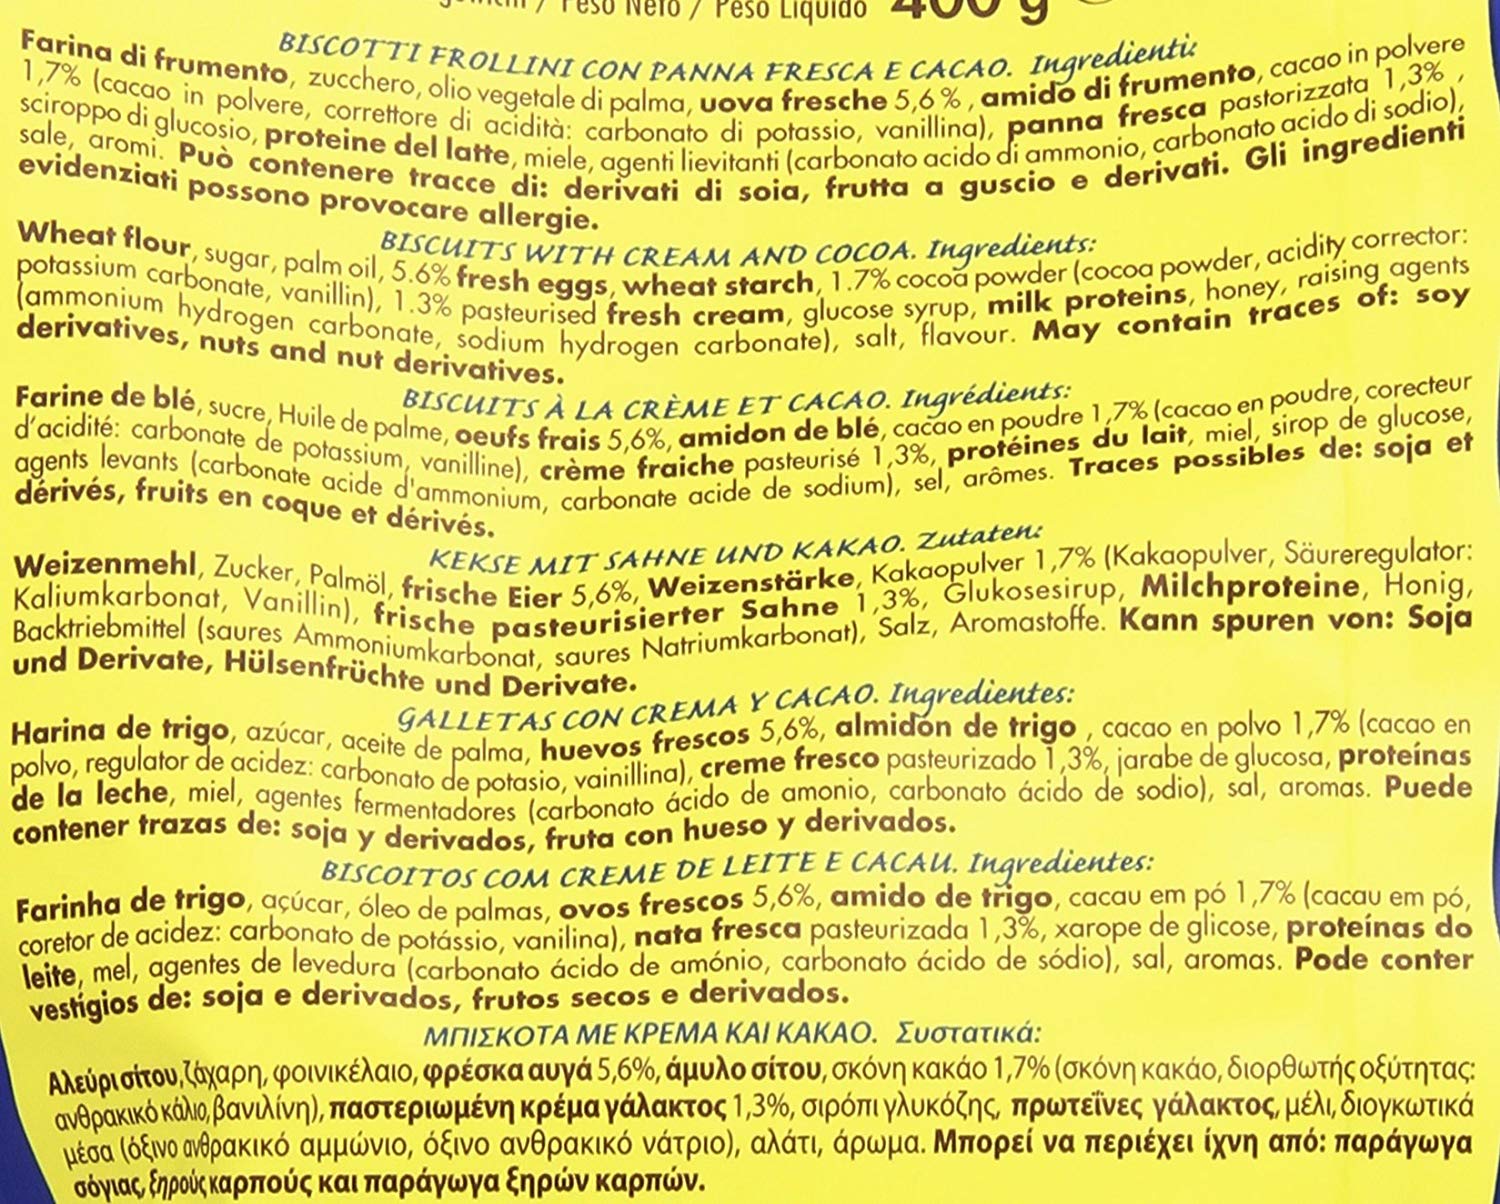 / Peso Neto / Peso Líquido 400 g
BISCOTTI FROLLINI CON PANNA FRESCA E CACAO. Ingredienti:
Farina di frumento, zucchero, olio vegetale di palma, uova fresche 5,6 % , amido di frumento, cacao in polvere
1,7% (cacao in polvere, correttore di acidità: carbonato di potassio, vanillina), panna fresca pastorizzata 1,3% ,
sciroppo di glucosio, proteine del latte, miele, agenti lievitanti (carbonato acido di ammonio, carbonato acido di sodio),
sale, aromi. Può contenere tracce di: derivati di soia, frutta a guscio e derivati. Gli ingredienti
evidenziati possono provocare allergie.
BISCUITS WITH CREAM AND COCOA. Ingredients:
Wheat flour, sugar, palm oil, 5.6% fresh eggs, wheat starch, 1.7% cocoa powder (cocoa powder, acidity corrector:
potassium carbonate, vanillin), 1.3% pasteurised fresh cream, glucose syrup, milk proteins, honey, raising agents
(ammonium hydrogen carbonate, sodium hydrogen carbonate), salt, flavour. May contain traces of: soy
derivatives, nuts and nut derivatives.
BISCUITS À LA CRÈME ET CACAO. Ingrédients:
Farine de blé, sucre, Huile de palme, oeufs frais 5,6%, amidon de blé, cacao en poudre 1,7% (cacao en poudre, corecteur
d'acidité: carbonate de potassium, vanilline), crème fraiche pasteurisé 1,3%, protéines du lait, miel, sirop de glucose,
agents levants (carbonate acide d'ammonium, carbonate acide de sodium), sel, arômes. Traces possibles de: soja et
dérivés, fruits en coque et dérivés.
KEKSE MIT SAHNE UND KAKAO. Zutaten:
Weizenmehl, Zucker, Palmöl, frische Eier 5,6%, Weizenstärke, Kakaopulver 1,7% (Kakaopulver, Säureregulator:
Kaliumkarbonat, Vanillin), frische pasteurisierter Sahne 1,3%, Glukosesirup, Milchproteine, Honig,
Backtriebmittel (saures Ammoniumkarbonat, saures Natriumkarbonat), Salz, Aromastoffe. Kann spuren von: Soja
und Derivate, Hülsenfrüchte und Derivate.
GALLETAS CON CREMA Y CACAO. Ingredientes:
Harina de trigo, azúcar, aceite de palma, huevos frescos 5,6%, almidón de trigo , cacao en polvo 1,7% (cacao en
polvo, regulator de acidez: carbonato de potasio, vainillina), creme fresco pasteurizado 1,3%, jarabe de glucosa, proteínas
de la leche, miel, agentes fermentadores (carbonato ácido de amonio, carbonato ácido de sodio), sal, aromas. Puede
contener trazas de: soja y derivados, fruta con hueso y derivados.
BISCOITOS COM CREME DE LEITE E CACAU. Ingredientes:
Farinha de trigo, açúcar, óleo de palmas, ovos frescos 5,6%, amido de trigo, cacau em pó 1,7% (cacau em pó,
coretor de acidez: carbonato de potássio, vanilina), nata fresca pasteurizada 1,3%, xarope de glicose, proteínas do
leite, mel, agentes de levedura (carbonato ácido de amónio, carbonato ácido de sódio), sal, aromas. Pode conter
vestígios de: soja e derivados, frutos secos e derivados.
ΜΠΙΣΚΟΤΑ ΜΕ ΚΡΕΜΑ ΚΑΙ ΚΑΚΑΟ. Συστατικά:
Αλεύρι σίτου, ζάχαρη, φοινικέλαιο, φρέσκα αυγά 5,6%, άμυλο σίτου, σκόνη κακάο 1,7% (σκόνη κακάο, διορθωτής οξύτητας:
ανθρακικό κάλιο, βανιλίνη), παστεριωμένη κρέμα γάλακτος 1,3%, σιρόπι γλυκόζης, πρωτεΐνες γάλακτος, μέλι, διογκωτικά
μέσα (όξινο ανθρακικό αμμώνιο, όξινο ανθρακικό νάτριο), αλάτι, άρωμα. Μπορεί να περιέχει ίχνη από: παράγωγα
σόγιας, ξηρούς καρπούς και παράγωγα ξηρών καρπών.